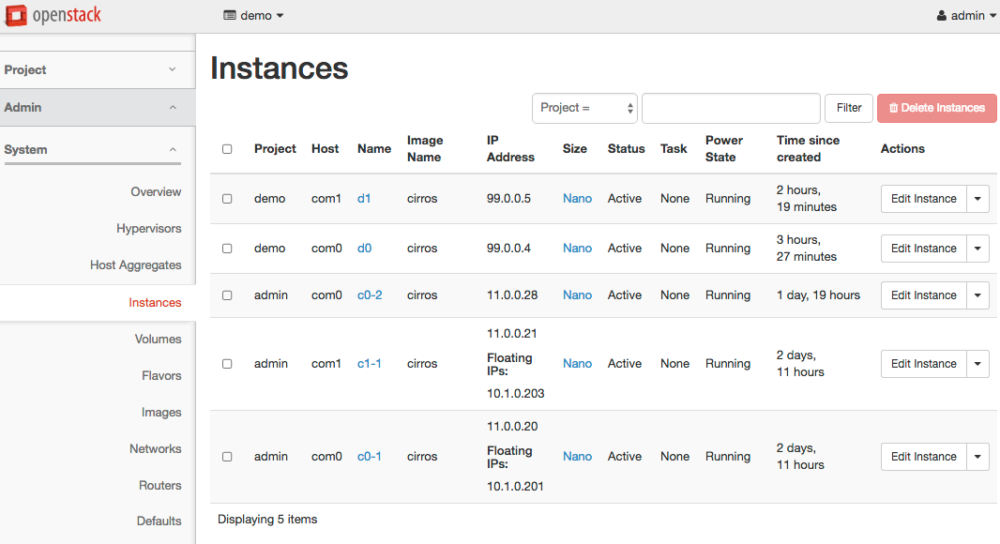 openstack
demo
admin
Project
Admin
System
Overview
Hypervisors
Host Aggregates
Instances
Volumes
Flavors
Images
Networks
Routers
Defaults
Instances
Project =
Filter
Delete Instances
Project Host Name Image Name IP Address Size Status Task Power State Time since created Actions
demo com1 d1 cirros 99.0.0.5 Nano Active None Running 2 hours, 19 minutes Edit Instance
demo com0 d0 cirros 99.0.0.4 Nano Active None Running 3 hours, 27 minutes Edit Instance
admin com0 c0-2 cirros 11.0.0.28 Nano Active None Running 1 day, 19 hours Edit Instance
admin com1 c1-1 cirros 11.0.0.21 Floating IPs: 10.1.0.203 Nano Active None Running 2 days, 11 hours Edit Instance
admin com0 c0-1 cirros 11.0.0.20 Floating IPs: 10.1.0.201 Nano Active None Running 2 days, 11 hours Edit Instance
Displaying 5 items